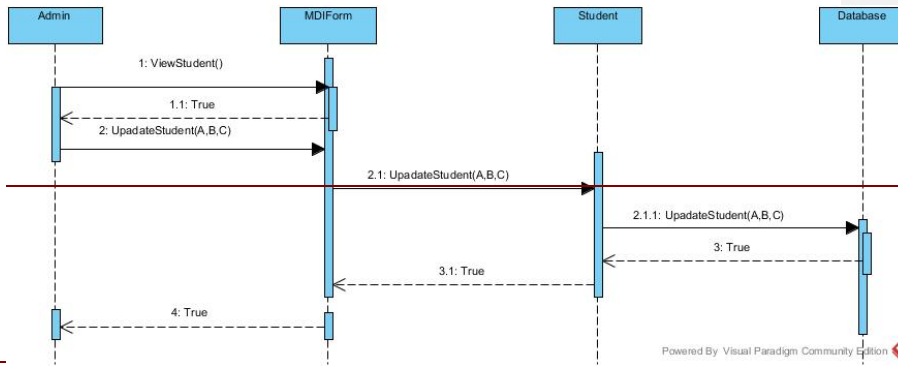 Admin
MDIForm
Student
Database
1: ViewStudent()
1.1: True
2: UpadateStudent(A,B,C)
2.1: UpadateStudent(A,B,C)
2.1.1: UpadateStudent(A,B,C)
3: True
3.1: True
4: True
Powered By Visual Paradigm Community Edition